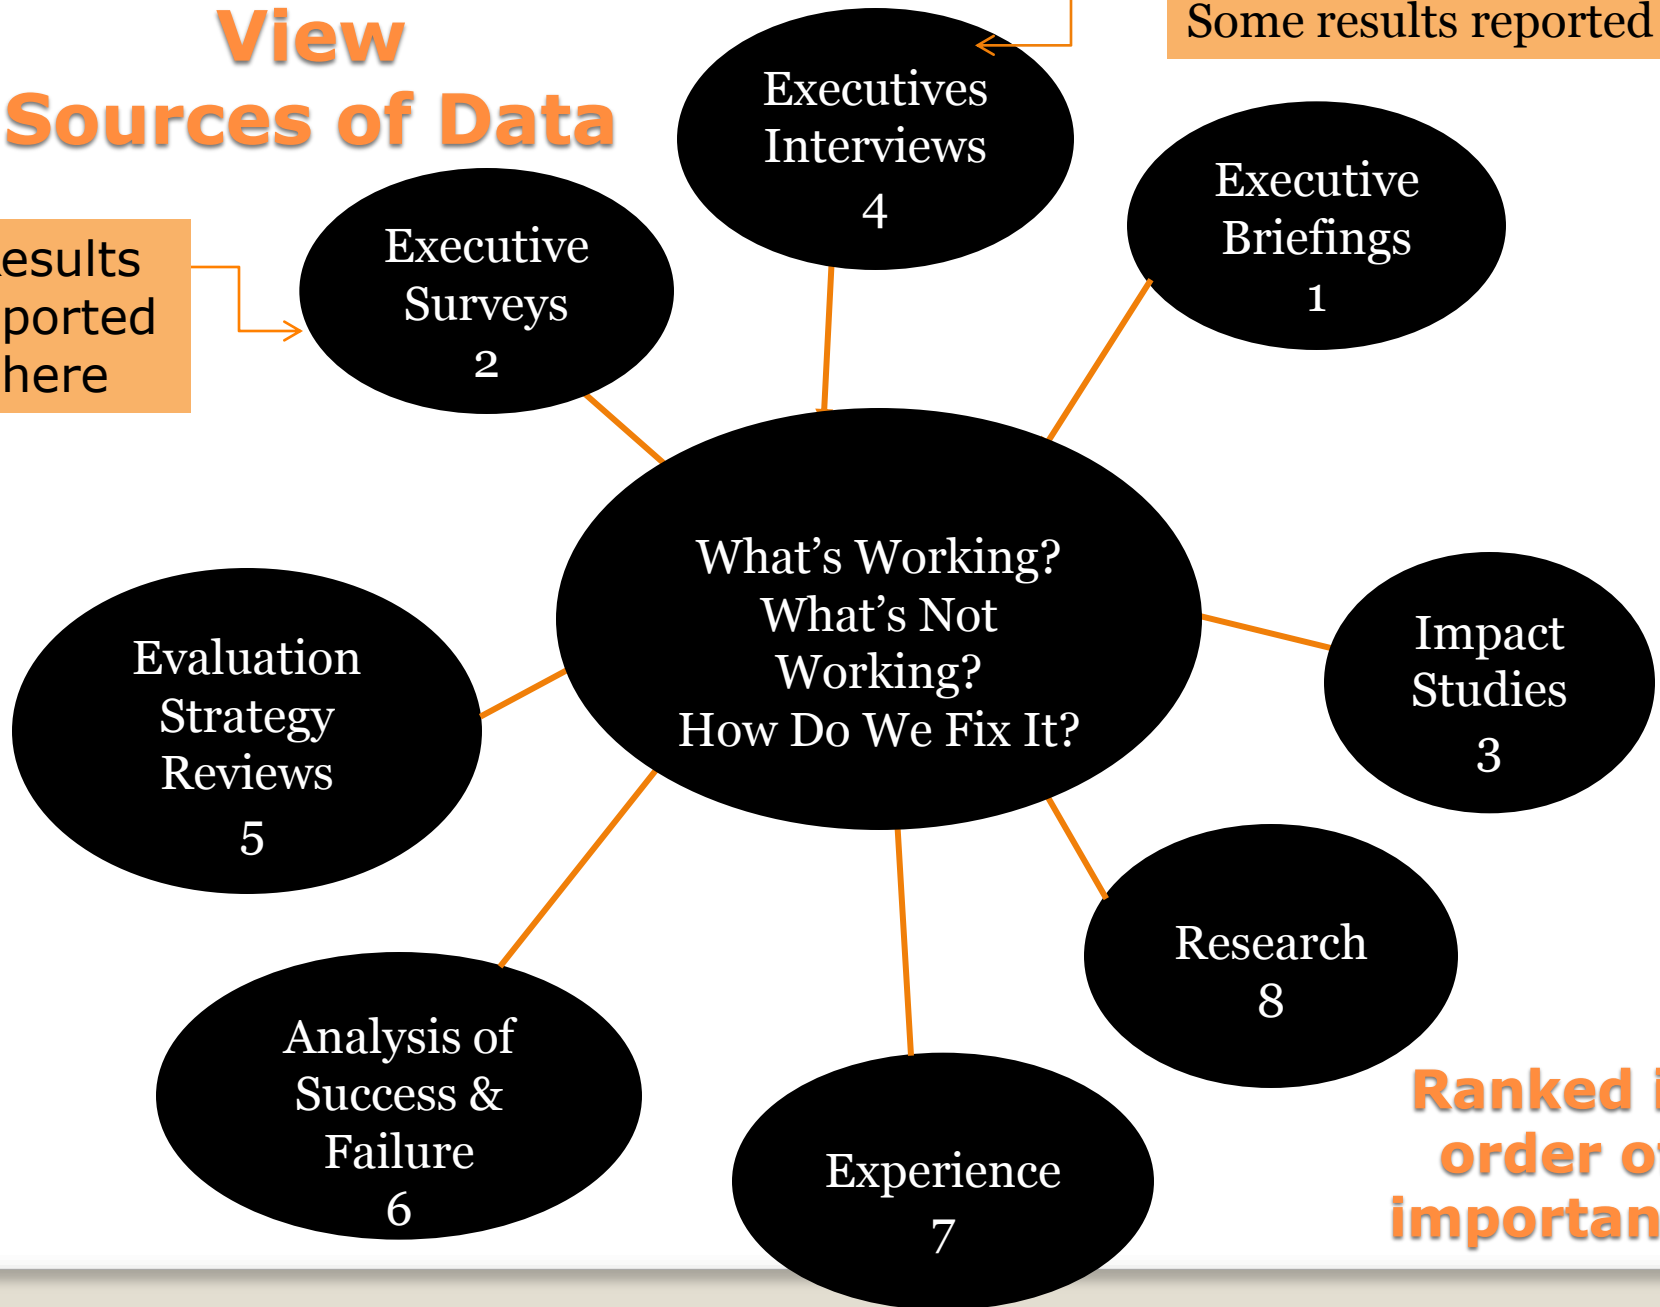 View
Sources of Data
Some results reported
Executives
Interviews
4
Executive
Briefings
1
Executive
Surveys
2
esults
ported
here
What's Working?
What's Not
Working?
How Do We Fix It?
Impact
Studies
3
Evaluation
Strategy
Reviews
5
Research
8
Analysis of
Success &
Failure
6
Experience
7
Ranked i
order of
importan